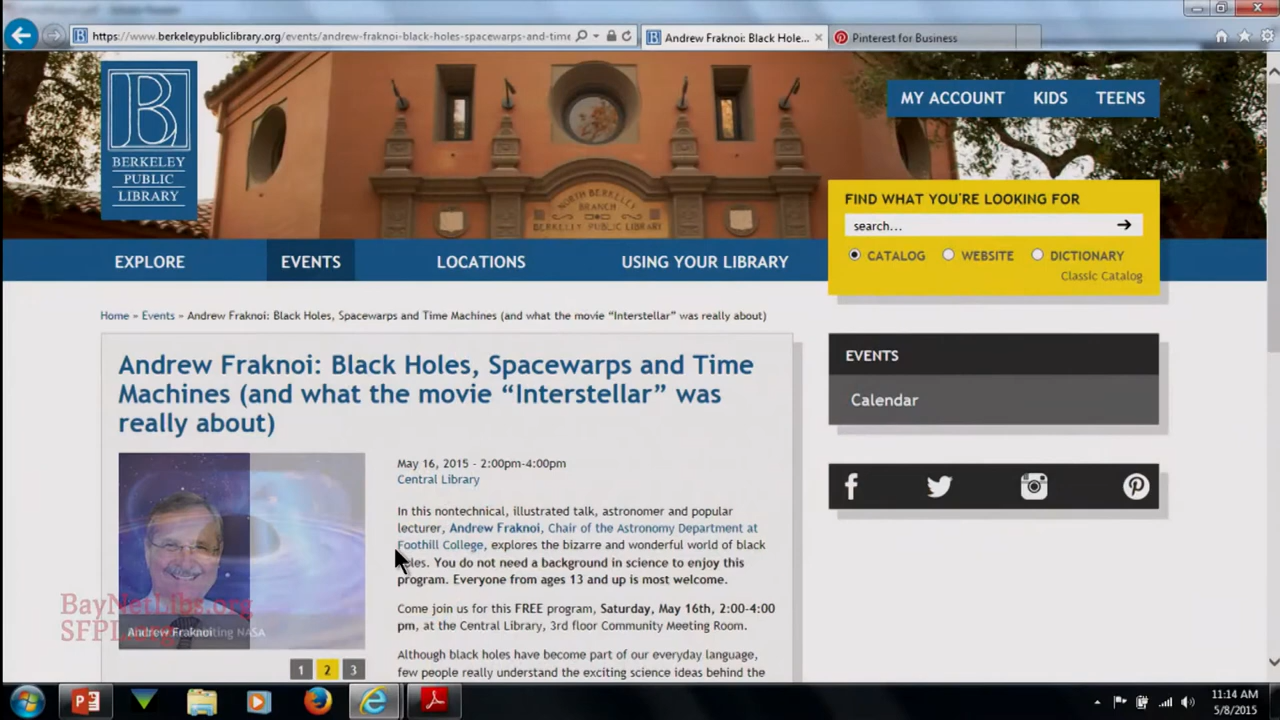 https://www.berkeleypubliclibrary.org/events/andrew-fraknoi-black-holes-spacewarps-and-time
Andrew Fraknoi: Black Hole...
Pinterest for Business
BERKELEY
PUBLIC
LIBRARY
NORTH BERKELEY
BRANCH
BERKELEY PUBLIC LIBRARY
MY ACCOUNT KIDS TEENS
FIND WHAT YOU'RE LOOKING FOR
search...
CATALOG WEBSITE DICTIONARY
Classic Catalog
EXPLORE EVENTS LOCATIONS USING YOUR LIBRARY
Home » Events » Andrew Fraknoi: Black Holes, Spacewarps and Time Machines (and what the movie “Interstellar” was really about)
Andrew Fraknoi: Black Holes, Spacewarps and Time
Machines (and what the movie “Interstellar” was
really about)
May 16, 2015 - 2:00pm-4:00pm
Central Library
In this nontechnical, illustrated talk, astronomer and popular
lecturer, Andrew Fraknoi, Chair of the Astronomy Department at
Foothill College, explores the bizarre and wonderful world of black
holes. You do not need a background in science to enjoy this
program. Everyone from ages 13 and up is most welcome.
Come join us for this FREE program, Saturday, May 16th, 2:00-4:00
pm, at the Central Library, 3rd floor Community Meeting Room.
Although black holes have become part of our everyday language,
few people really understand the exciting science ideas behind the
Andrew Fraknoi
NASA
1 2 3
BayNetLibs.org
SFPL.org
EVENTS
Calendar
11:14 AM
5/8/2015